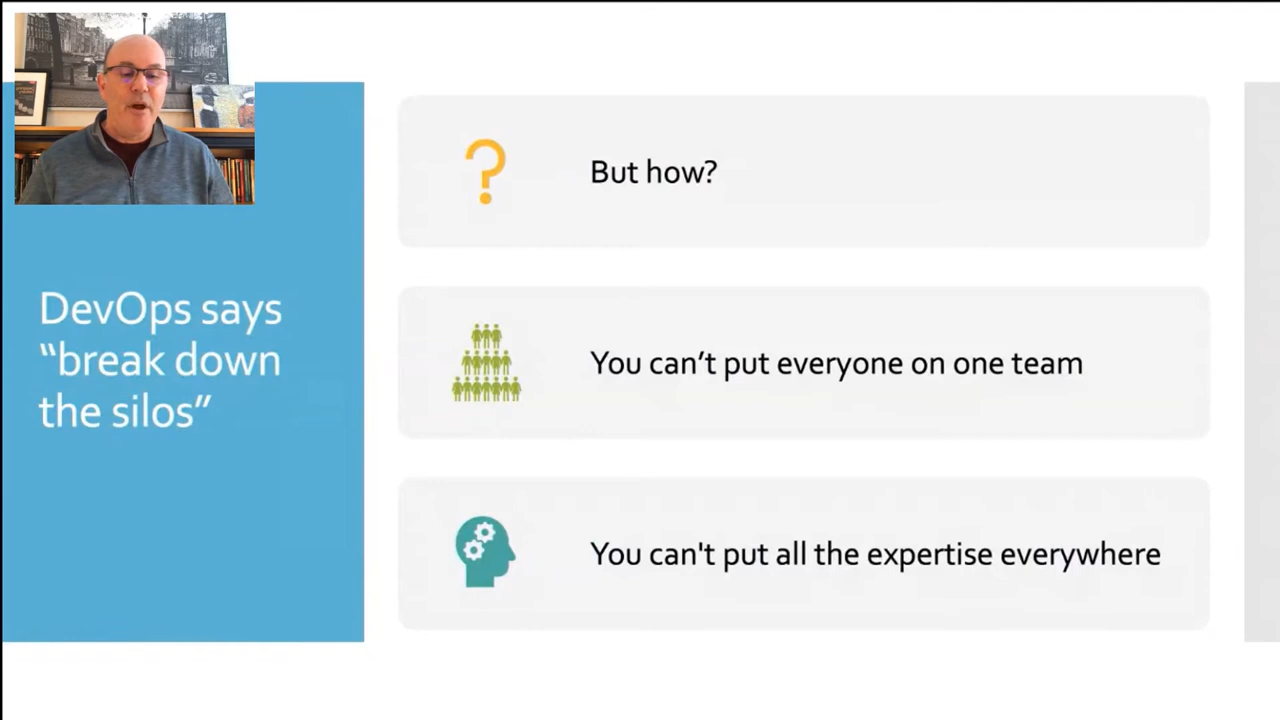 DevOps says
“break down
the silos”
But how?
You can’t put everyone on one team
You can't put all the expertise everywhere